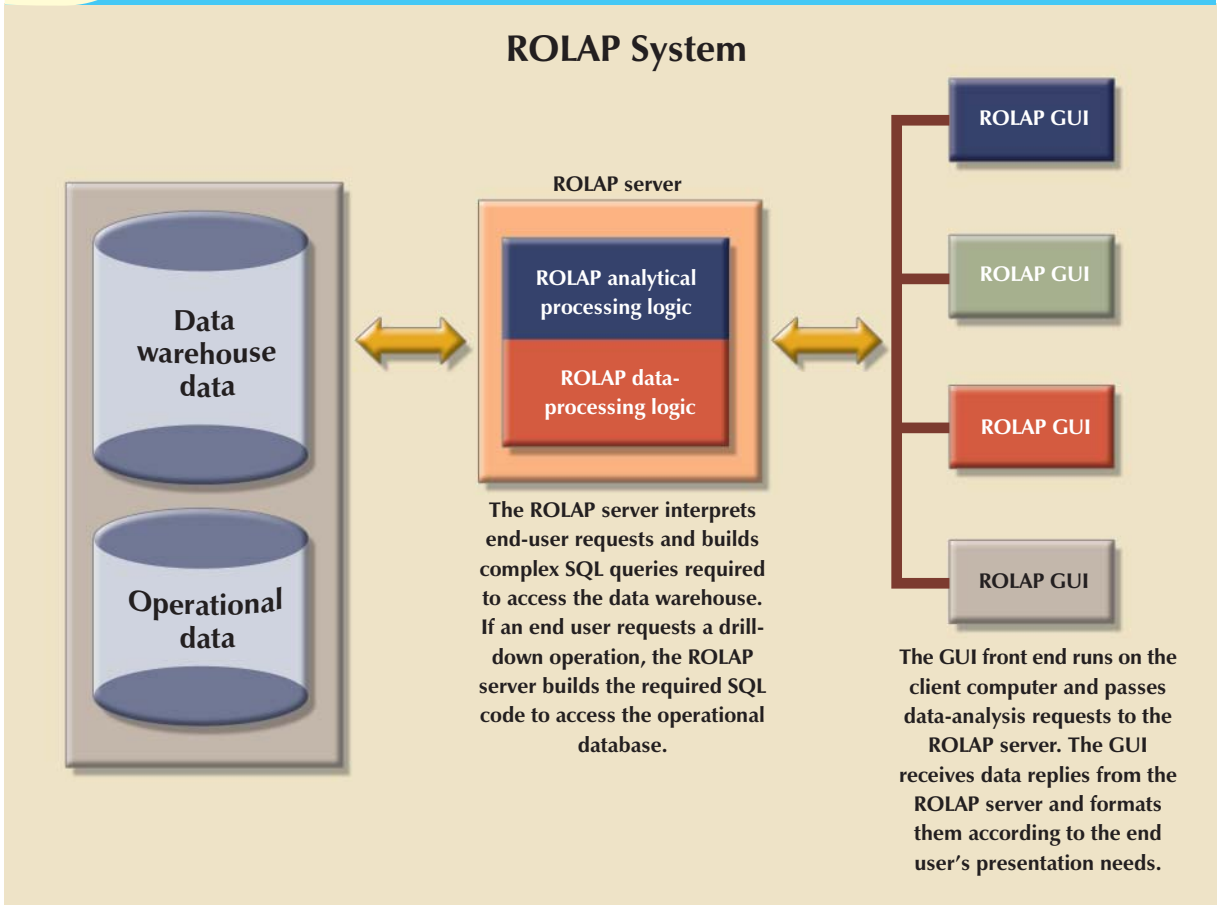 ROLAP System
Data
warehouse
data
Operational
data
ROLAP server
ROLAP analytical
processing logic
ROLAP data-
processing logic
The ROLAP server interprets
end-user requests and builds
complex SQL queries required
to access the data warehouse.
If an end user requests a drill-
down operation, the ROLAP
server builds the required SQL
code to access the operational
database.
ROLAP GUI
ROLAP GUI
ROLAP GUI
ROLAP GUI
The GUI front end runs on the
client computer and passes
data-analysis requests to the
ROLAP server. The GUI
receives data replies from the
ROLAP server and formats
them according to the end
user’s presentation needs.